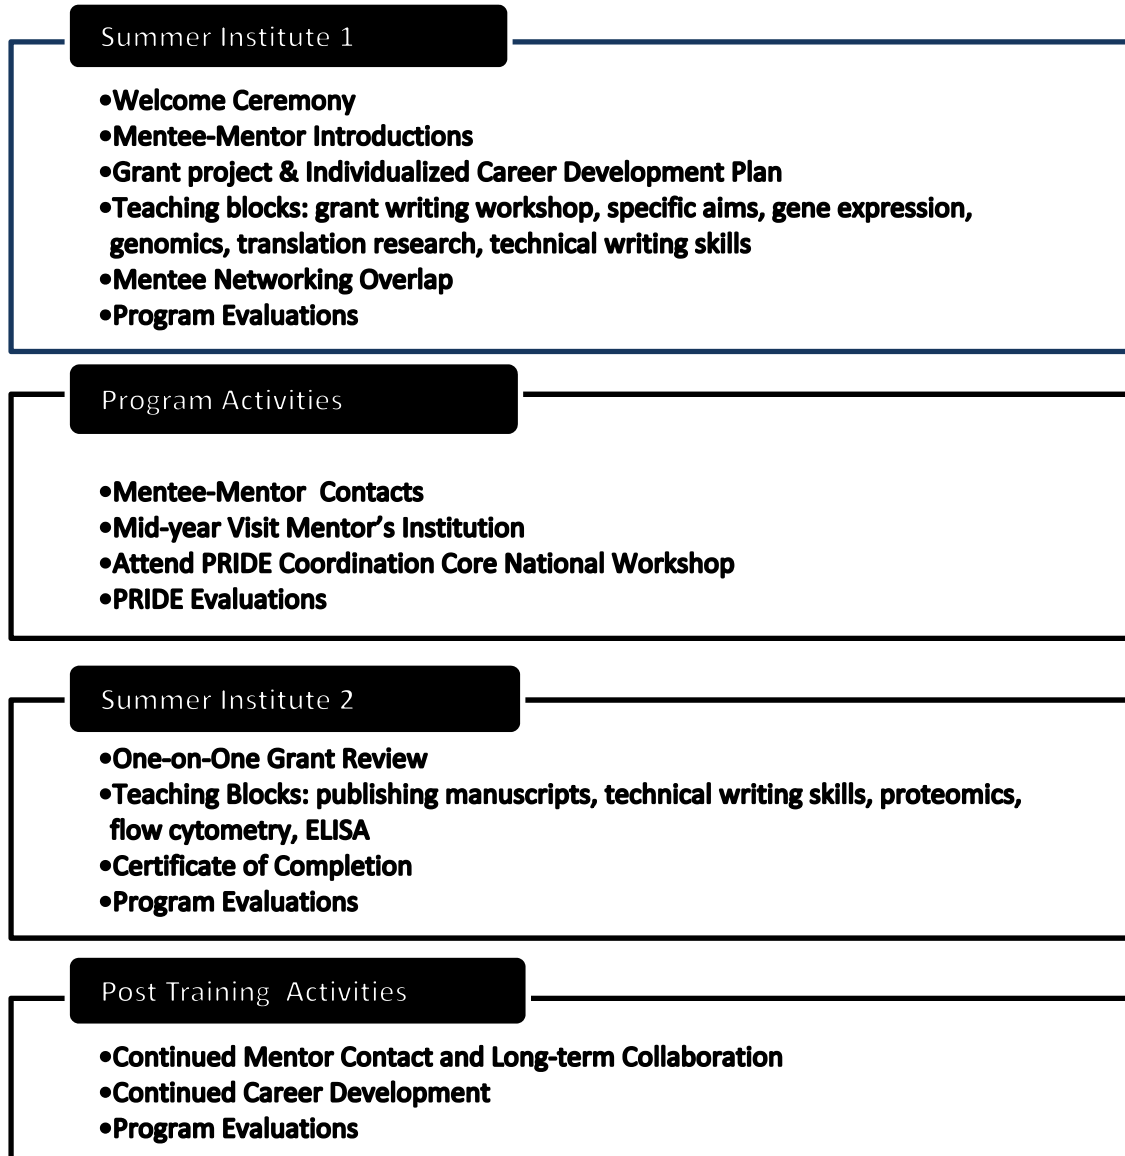 Summer Institute 1
•Welcome Ceremony
•Mentee-Mentor Introductions
•Grant project & Individualized Career Development Plan
•Teaching blocks: grant writing workshop, specific aims, gene expression,
genomics, translation research, technical writing skills
•Mentee Networking Overlap
•Program Evaluations
Program Activities
•Mentee-Mentor Contacts
•Mid-year Visit Mentor’s Institution
•Attend PRIDE Coordination Core National Workshop
•PRIDE Evaluations
Summer Institute 2
•One-on-One Grant Review
•Teaching Blocks: publishing manuscripts, technical writing skills, proteomics,
flow cytometry, ELISA
•Certificate of Completion
•Program Evaluations
Post Training Activities
•Continued Mentor Contact and Long-term Collaboration
•Continued Career Development
•Program Evaluations